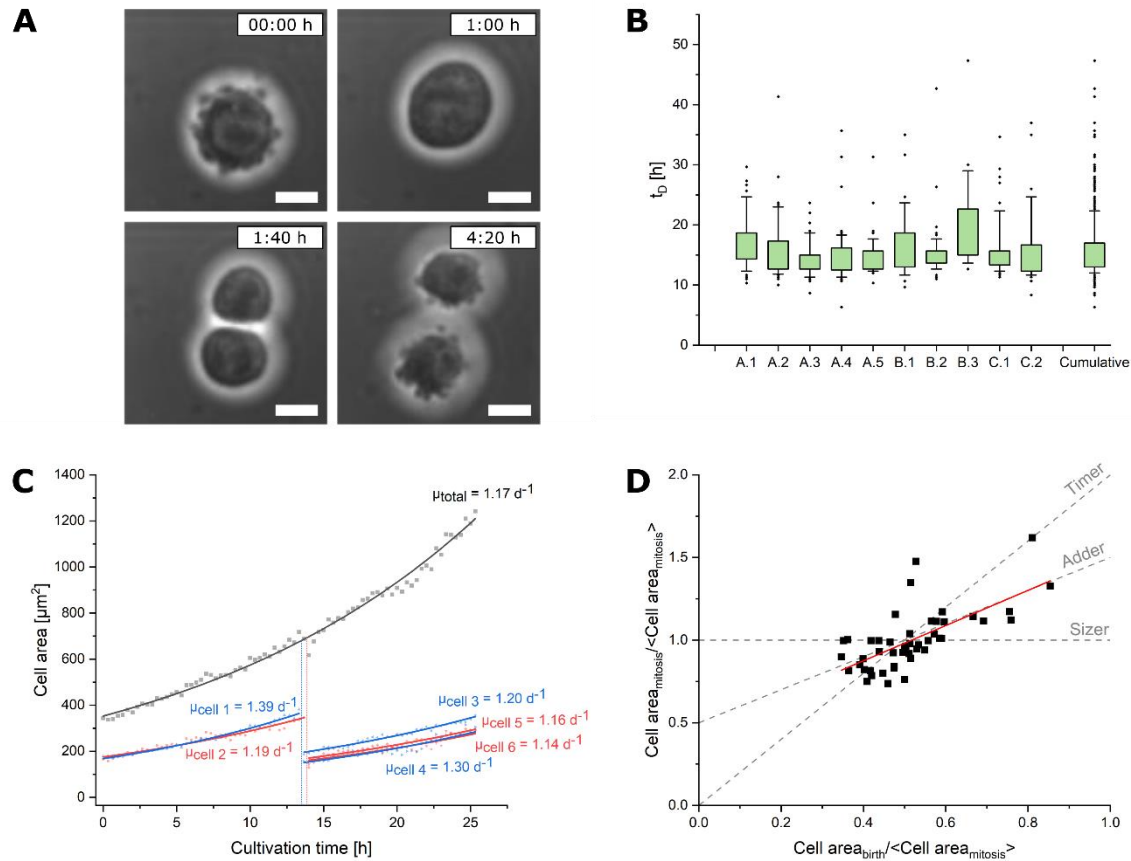 A
00:00 h
1:00 h
1:40 h
4:20 h
B
t_D [h]
50
40
30
20
10
0
A.1 A.2 A.3 A.4 A.5 B.1 B.2 B.3 C.1 C.2 Cumulative
C
Cell area [µm²]
1400
1200
1000
800
600
400
200
0
µtotal = 1.17 d⁻¹
µcell 1 = 1.39 d⁻¹
µcell 2 = 1.19 d⁻¹
µcell 3 = 1.20 d⁻¹
µcell 5 = 1.16 d⁻¹
µcell 6 = 1.14 d⁻¹
µcell 4 = 1.30 d⁻¹
0 5 10 15 20 25
Cultivation time [h]
D
Cell area_mitosis/<Cell area_mitosis>
2.0
1.5
1.0
0.5
0.0
Timer
Adder
Sizer
0.0 0.2 0.4 0.6 0.8 1.0
Cell area_birth/<Cell area_mitosis>